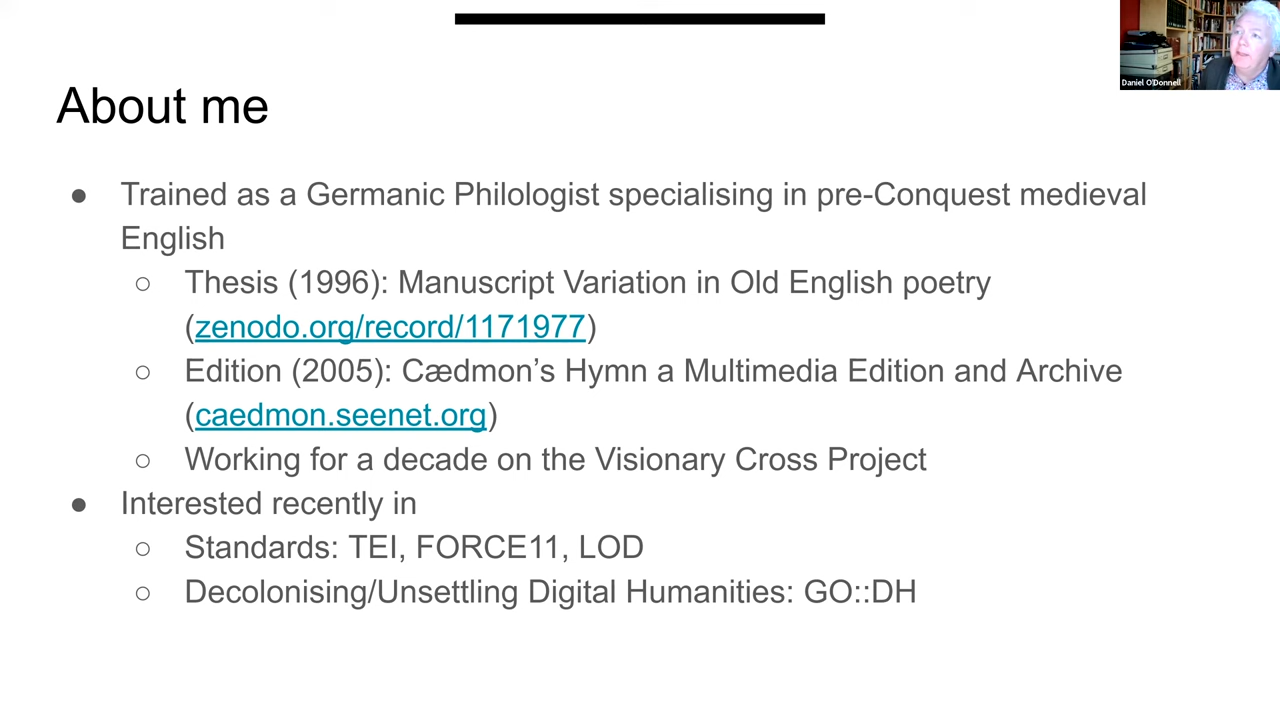 About me
Daniel O'Donnell
● Trained as a Germanic Philologist specialising in pre-Conquest medieval
English
○ Thesis (1996): Manuscript Variation in Old English poetry
(zenodo.org/record/1171977)
○ Edition (2005): Cædmon’s Hymn a Multimedia Edition and Archive
(caedmon.seenet.org)
○ Working for a decade on the Visionary Cross Project
● Interested recently in
○ Standards: TEI, FORCE11, LOD
○ Decolonising/Unsettling Digital Humanities: GO::DH